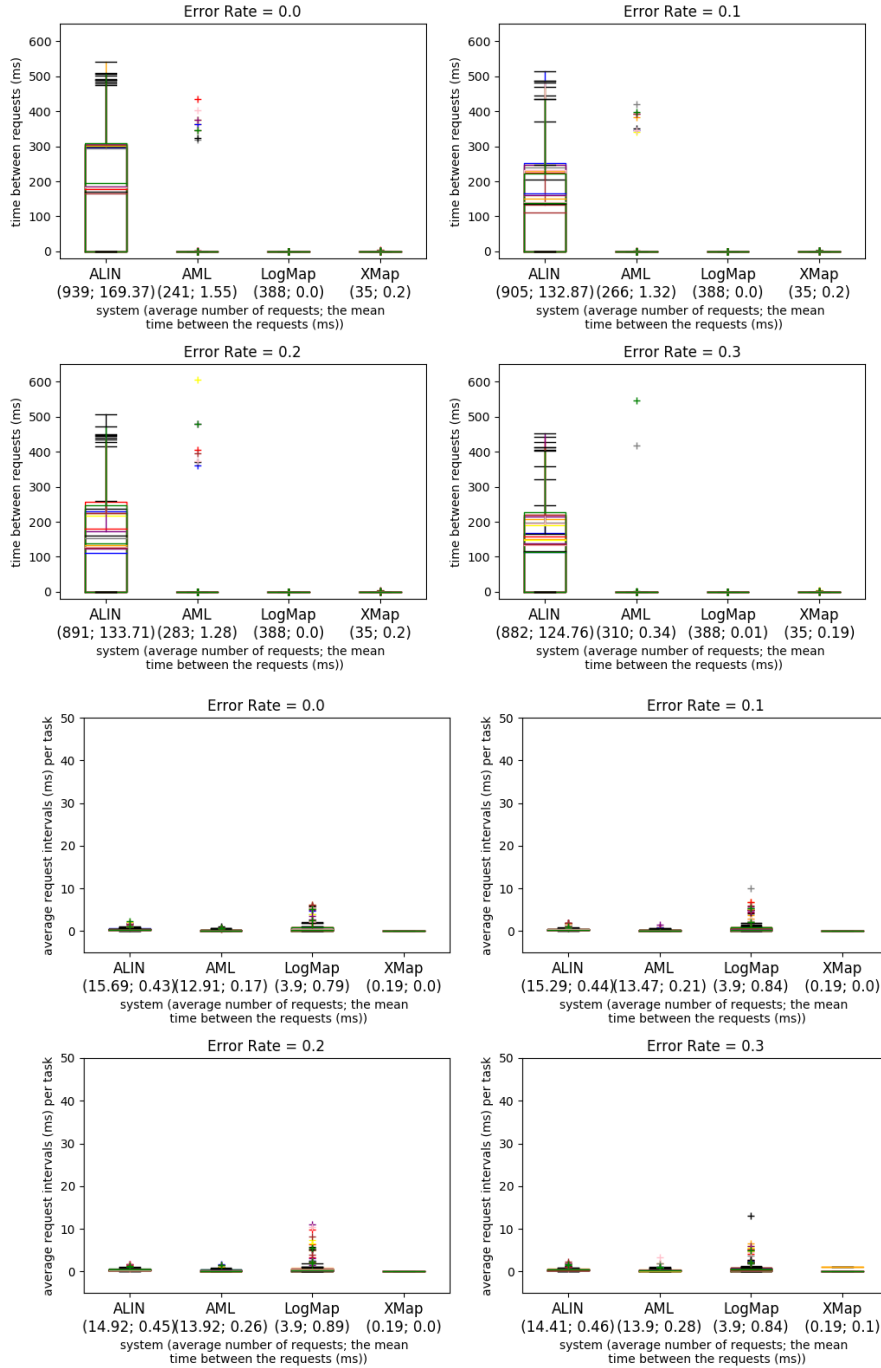 Error Rate = 0.0
600
500
400
300
200
100
0
time between requests (ms)
ALIN AML LogMap XMap
(939; 169.37) (241; 1.55) (388; 0.0) (35; 0.2)
system (average number of requests; the mean
time between the requests (ms))
Error Rate = 0.1
600
500
400
300
200
100
0
time between requests (ms)
ALIN AML LogMap XMap
(905; 132.87) (266; 1.32) (388; 0.0) (35; 0.2)
system (average number of requests; the mean
time between the requests (ms))
Error Rate = 0.2
600
500
400
300
200
100
0
time between requests (ms)
ALIN AML LogMap XMap
(891; 133.71) (283; 1.28) (388; 0.0) (35; 0.2)
system (average number of requests; the mean
time between the requests (ms))
Error Rate = 0.3
600
500
400
300
200
100
0
time between requests (ms)
ALIN AML LogMap XMap
(882; 124.76) (310; 0.34) (388; 0.01) (35; 0.19)
system (average number of requests; the mean
time between the requests (ms))
Error Rate = 0.0
50
40
30
20
10
0
average request intervals (ms) per task
ALIN AML LogMap XMap
(15.69; 0.43) (12.91; 0.17) (3.9; 0.79) (0.19; 0.0)
system (average number of requests; the mean
time between the requests (ms))
Error Rate = 0.1
50
40
30
20
10
0
average request intervals (ms) per task
ALIN AML LogMap XMap
(15.29; 0.44) (13.47; 0.21) (3.9; 0.84) (0.19; 0.0)
system (average number of requests; the mean
time between the requests (ms))
Error Rate = 0.2
50
40
30
20
10
0
average request intervals (ms) per task
ALIN AML LogMap XMap
(14.92; 0.45) (13.92; 0.26) (3.9; 0.89) (0.19; 0.0)
system (average number of requests; the mean
time between the requests (ms))
Error Rate = 0.3
50
40
30
20
10
0
average request intervals (ms) per task
ALIN AML LogMap XMap
(14.41; 0.46) (13.9; 0.28) (3.9; 0.84) (0.19; 0.1)
system (average number of requests; the mean
time between the requests (ms))